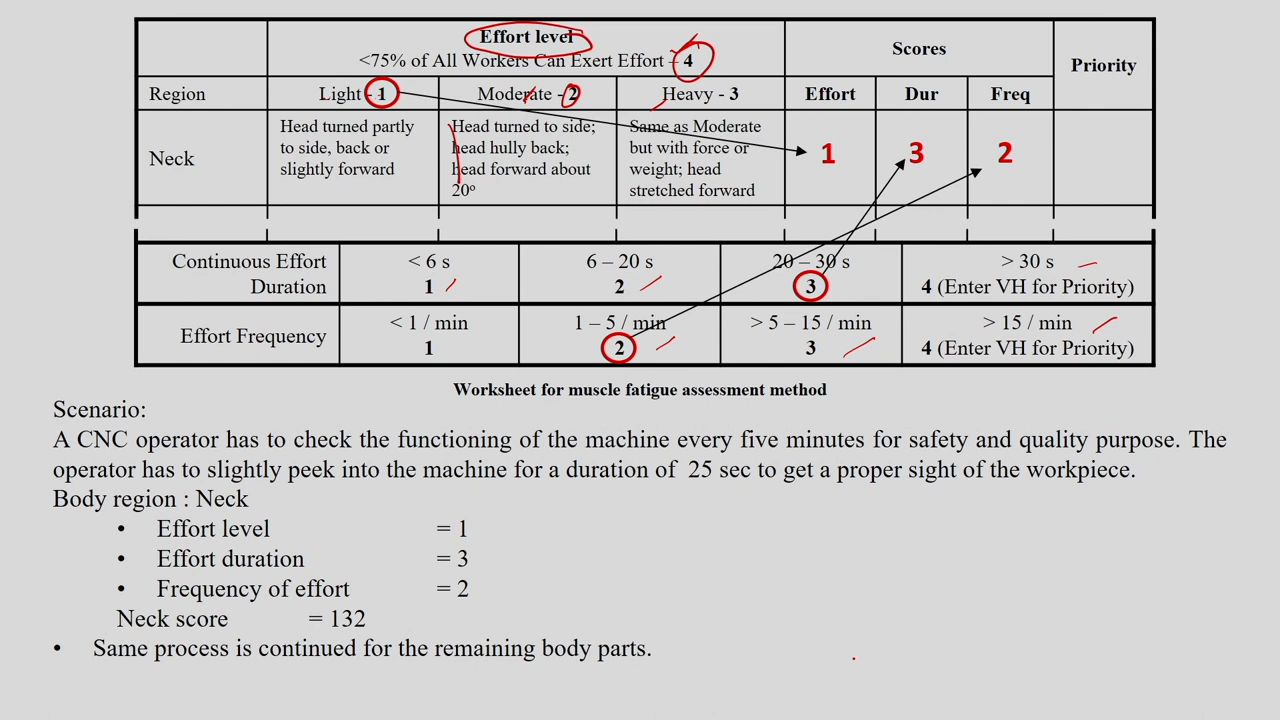 Effort level
<75% of All Workers Can Exert Effort – 4
Scores
Priority
Region
Light - 1
Moderate - 2
Heavy - 3
Effort
Dur
Freq
Neck
Head turned partly
to side, back or
slightly forward
Head turned to side;
head hully back;
head forward about
20º
Same as Moderate
but with force or
weight; head
stretched forward
1
3
2
Continuous Effort
Duration
< 6 s
1
6 – 20 s
2
20 – 30 s
3
> 30 s
4 (Enter VH for Priority)
Effort Frequency
< 1 / min
1
1 – 5 / min
2
> 5 – 15 / min
3
> 15 / min
4 (Enter VH for Priority)
Worksheet for muscle fatigue assessment method
Scenario:
A CNC operator has to check the functioning of the machine every five minutes for safety and quality purpose. The
operator has to slightly peek into the machine for a duration of 25 sec to get a proper sight of the workpiece.
Body region : Neck
• Effort level = 1
• Effort duration = 3
• Frequency of effort = 2
Neck score = 132
• Same process is continued for the remaining body parts.